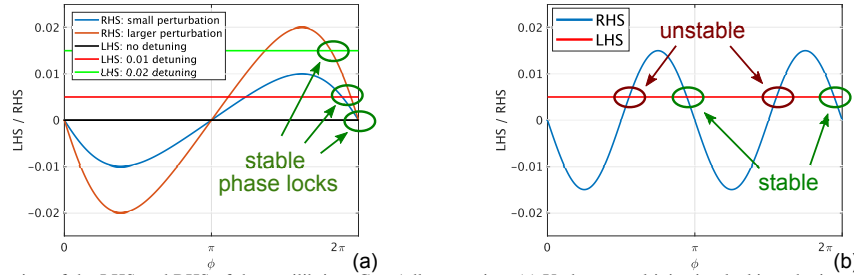 RHS: small perturbation
RHS: larger perturbation
LHS: no detuning
LHS: 0.01 detuning
LHS: 0.02 detuning
0.02
0.01
0
−0.01
−0.02
LHS / RHS
0
π
2π
ϕ
stable
phase locks
(a)
RHS
LHS
unstable
0.02
0.01
0
−0.01
−0.02
LHS / RHS
0
π
2π
ϕ
stable
(b)